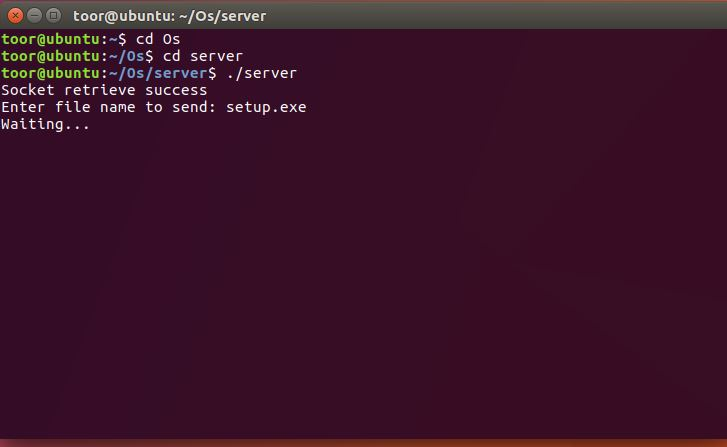 toor@ubuntu: ~/Os/server
toor@ubuntu:~$ cd Os
toor@ubuntu:~/Os$ cd server
toor@ubuntu:~/Os/server$ ./server
Socket retrieve success
Enter file name to send: setup.exe
Waiting...